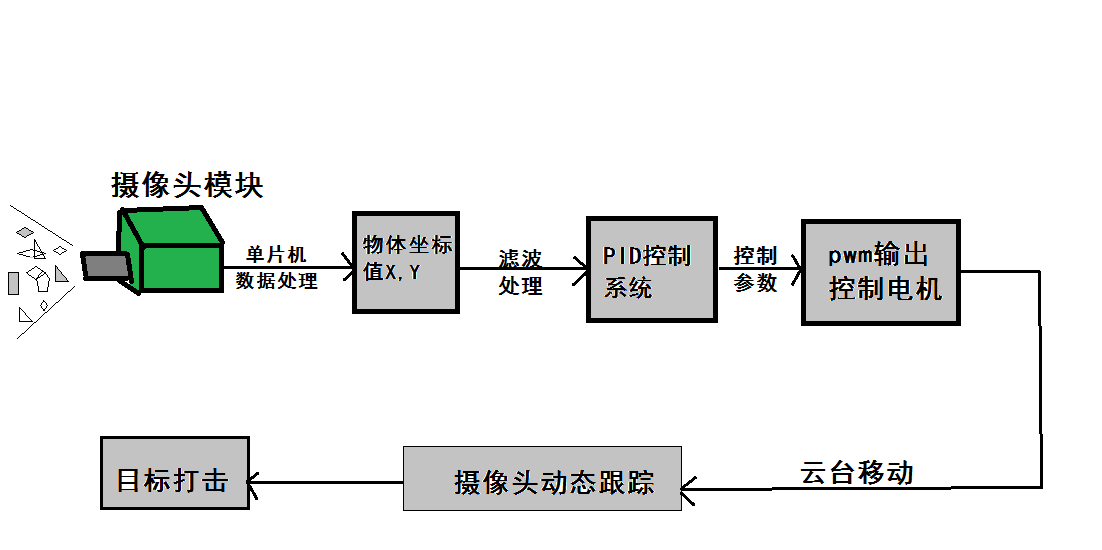 摄像头模块
单片机
数据处理
物体坐标
值X,Y
滤波
处理
PID控制
系统
控制
参数
pwm输出
控制电机
目标打击
摄像头动态跟踪
云台移动